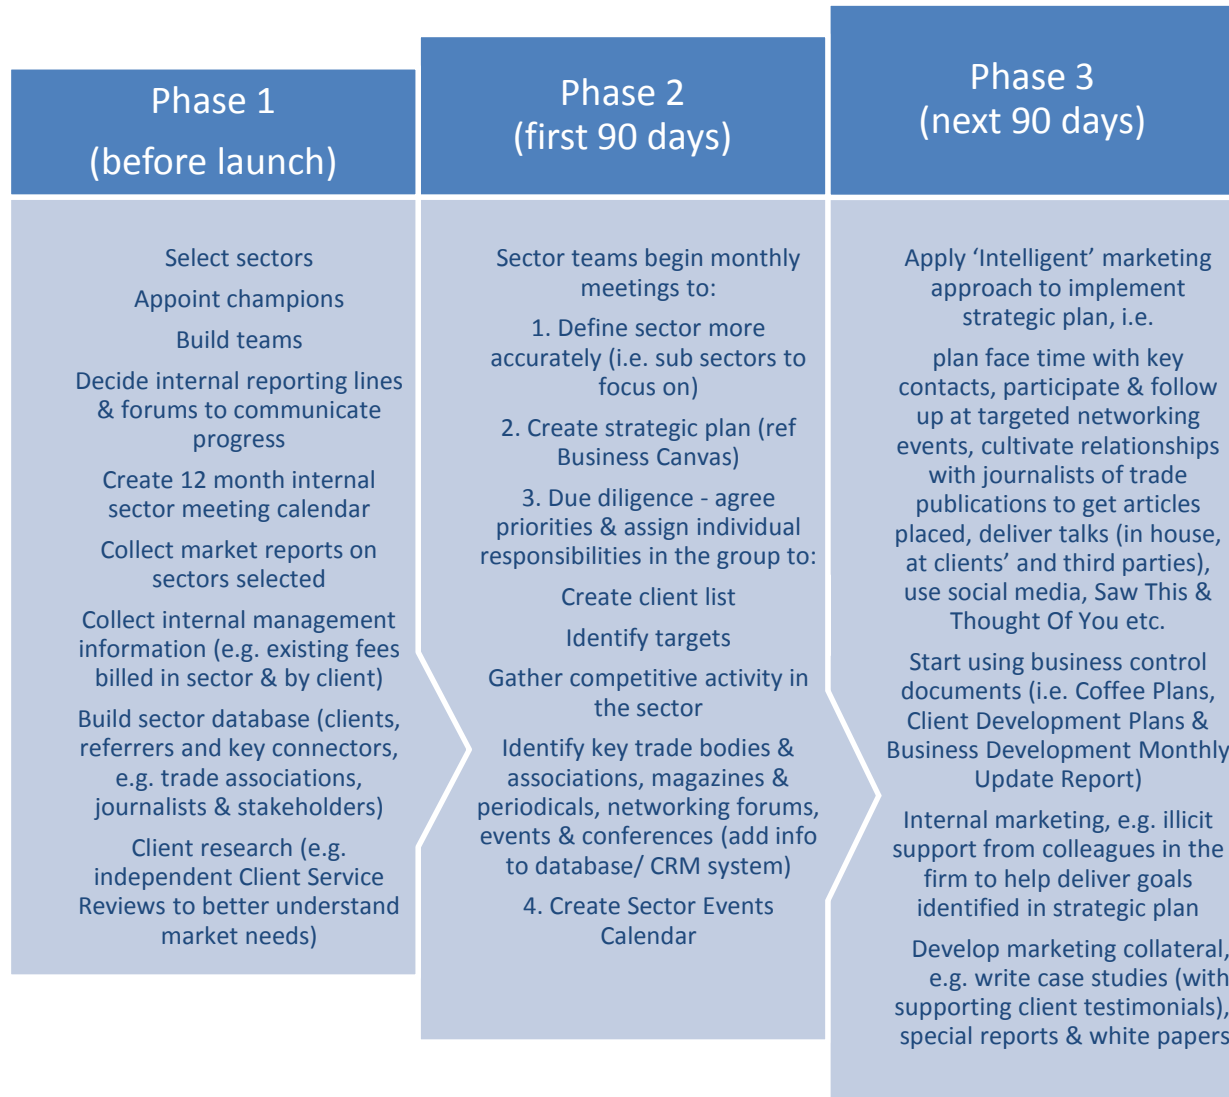 Phase 1
(before launch)
Select sectors
Appoint champions
Build teams
Decide internal reporting lines
& forums to communicate
progress
Create 12 month internal
sector meeting calendar
Collect market reports on
sectors selected
Collect internal management
information (e.g. existing fees
billed in sector & by client)
Build sector database (clients,
referrers and key connectors,
e.g. trade associations,
journalists & stakeholders)
Client research (e.g.
independent Client Service
Reviews to better understand
market needs)
Phase 2
(first 90 days)
Sector teams begin monthly
meetings to:
1. Define sector more
accurately (i.e. sub sectors to
focus on)
2. Create strategic plan (ref
Business Canvas)
3. Due diligence - agree
priorities & assign individual
responsibilities in the group to:
Create client list
Identify targets
Gather competitive activity in
the sector
Identify key trade bodies &
associations, magazines &
periodicals, networking forums,
events & conferences (add info
to database/ CRM system)
4. Create Sector Events
Calendar
Phase 3
(next 90 days)
Apply ‘Intelligent’ marketing
approach to implement
strategic plan, i.e.
plan face time with key
contacts, participate & follow
up at targeted networking
events, cultivate relationships
with journalists of trade
publications to get articles
placed, deliver talks (in house,
at clients’ and third parties),
use social media, Saw This &
Thought Of You etc.
Start using business control
documents (i.e. Coffee Plans,
Client Development Plans &
Business Development Monthly
Update Report)
Internal marketing, e.g. illicit
support from colleagues in the
firm to help deliver goals
identified in strategic plan
Develop marketing collateral,
e.g. write case studies (with
supporting client testimonials),
special reports & white papers